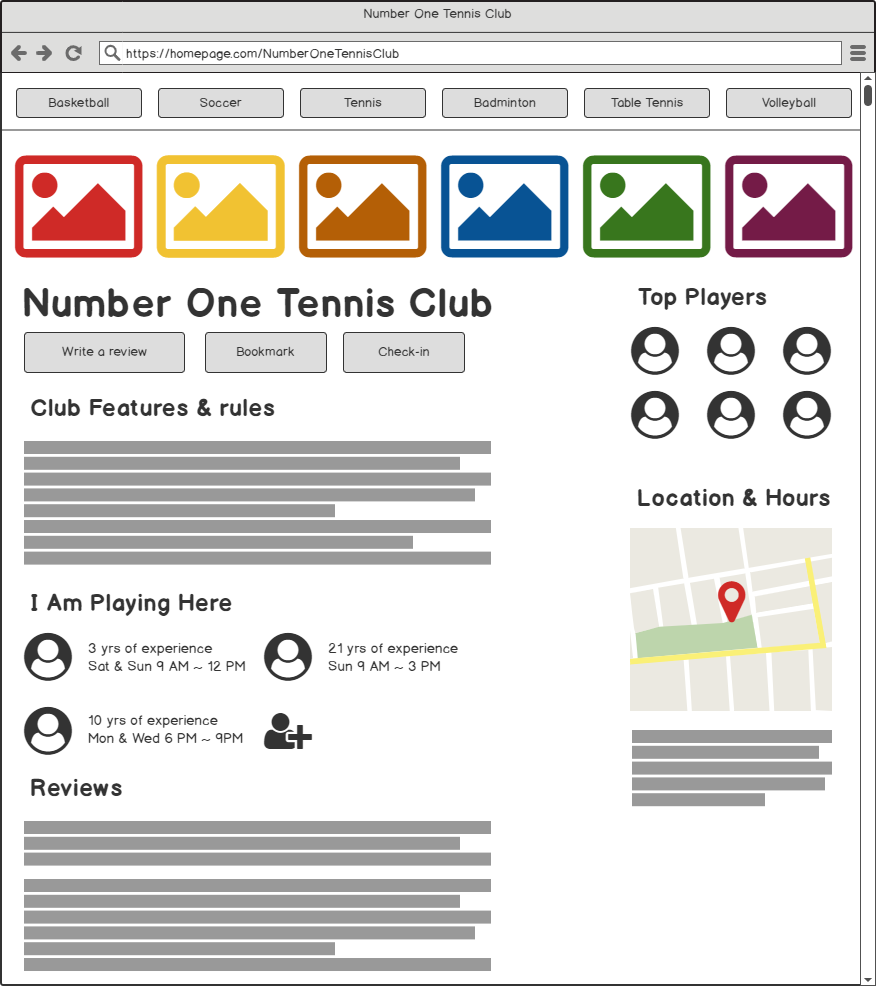 Number One Tennis Club
https://homepage.com/NumberOneTennisClub
Basketball
Soccer
Tennis
Badminton
Table Tennis
Volleyball
Number One Tennis Club
Write a review
Bookmark
Check-in
Club Features & rules
I Am Playing Here
3 yrs of experience
Sat & Sun 9 AM ~ 12 PM
21 yrs of experience
Sun 9 AM ~ 3 PM
10 yrs of experience
Mon & Wed 6 PM ~ 9PM
Reviews
Top Players
Location & Hours